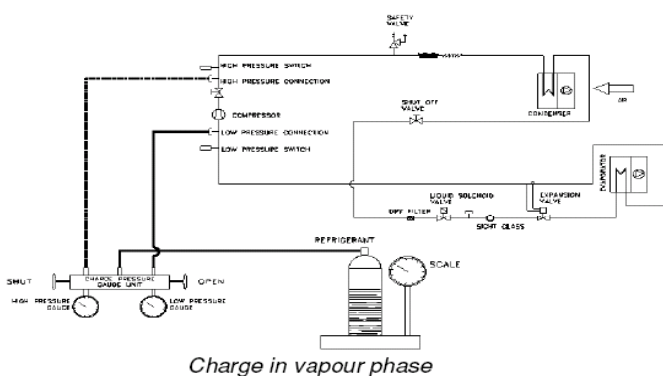 SAFETY
VALVE
HIGH PRESSURE SWITCH
HIGH PRESSURE CONNECTION
COMPRESSOR
LOW PRESSURE CONNECTION
LOW PRESSURE SWITCH
SHUT OFF
VALVE
CONDENSER
AIR
EVAPORATOR
LIQUID SOLENOID
VALVE
EXPANSION
VALVE
DRY FILTER
SIGHT GLASS
REFRIGERANT
SCALE
SHUT
CHARGE PRESSURE
GAUGE UNIT
OPEN
HIGH PRESSURE
GAUGE
LOW PRESSURE
GAUGE
Charge in vapour phase